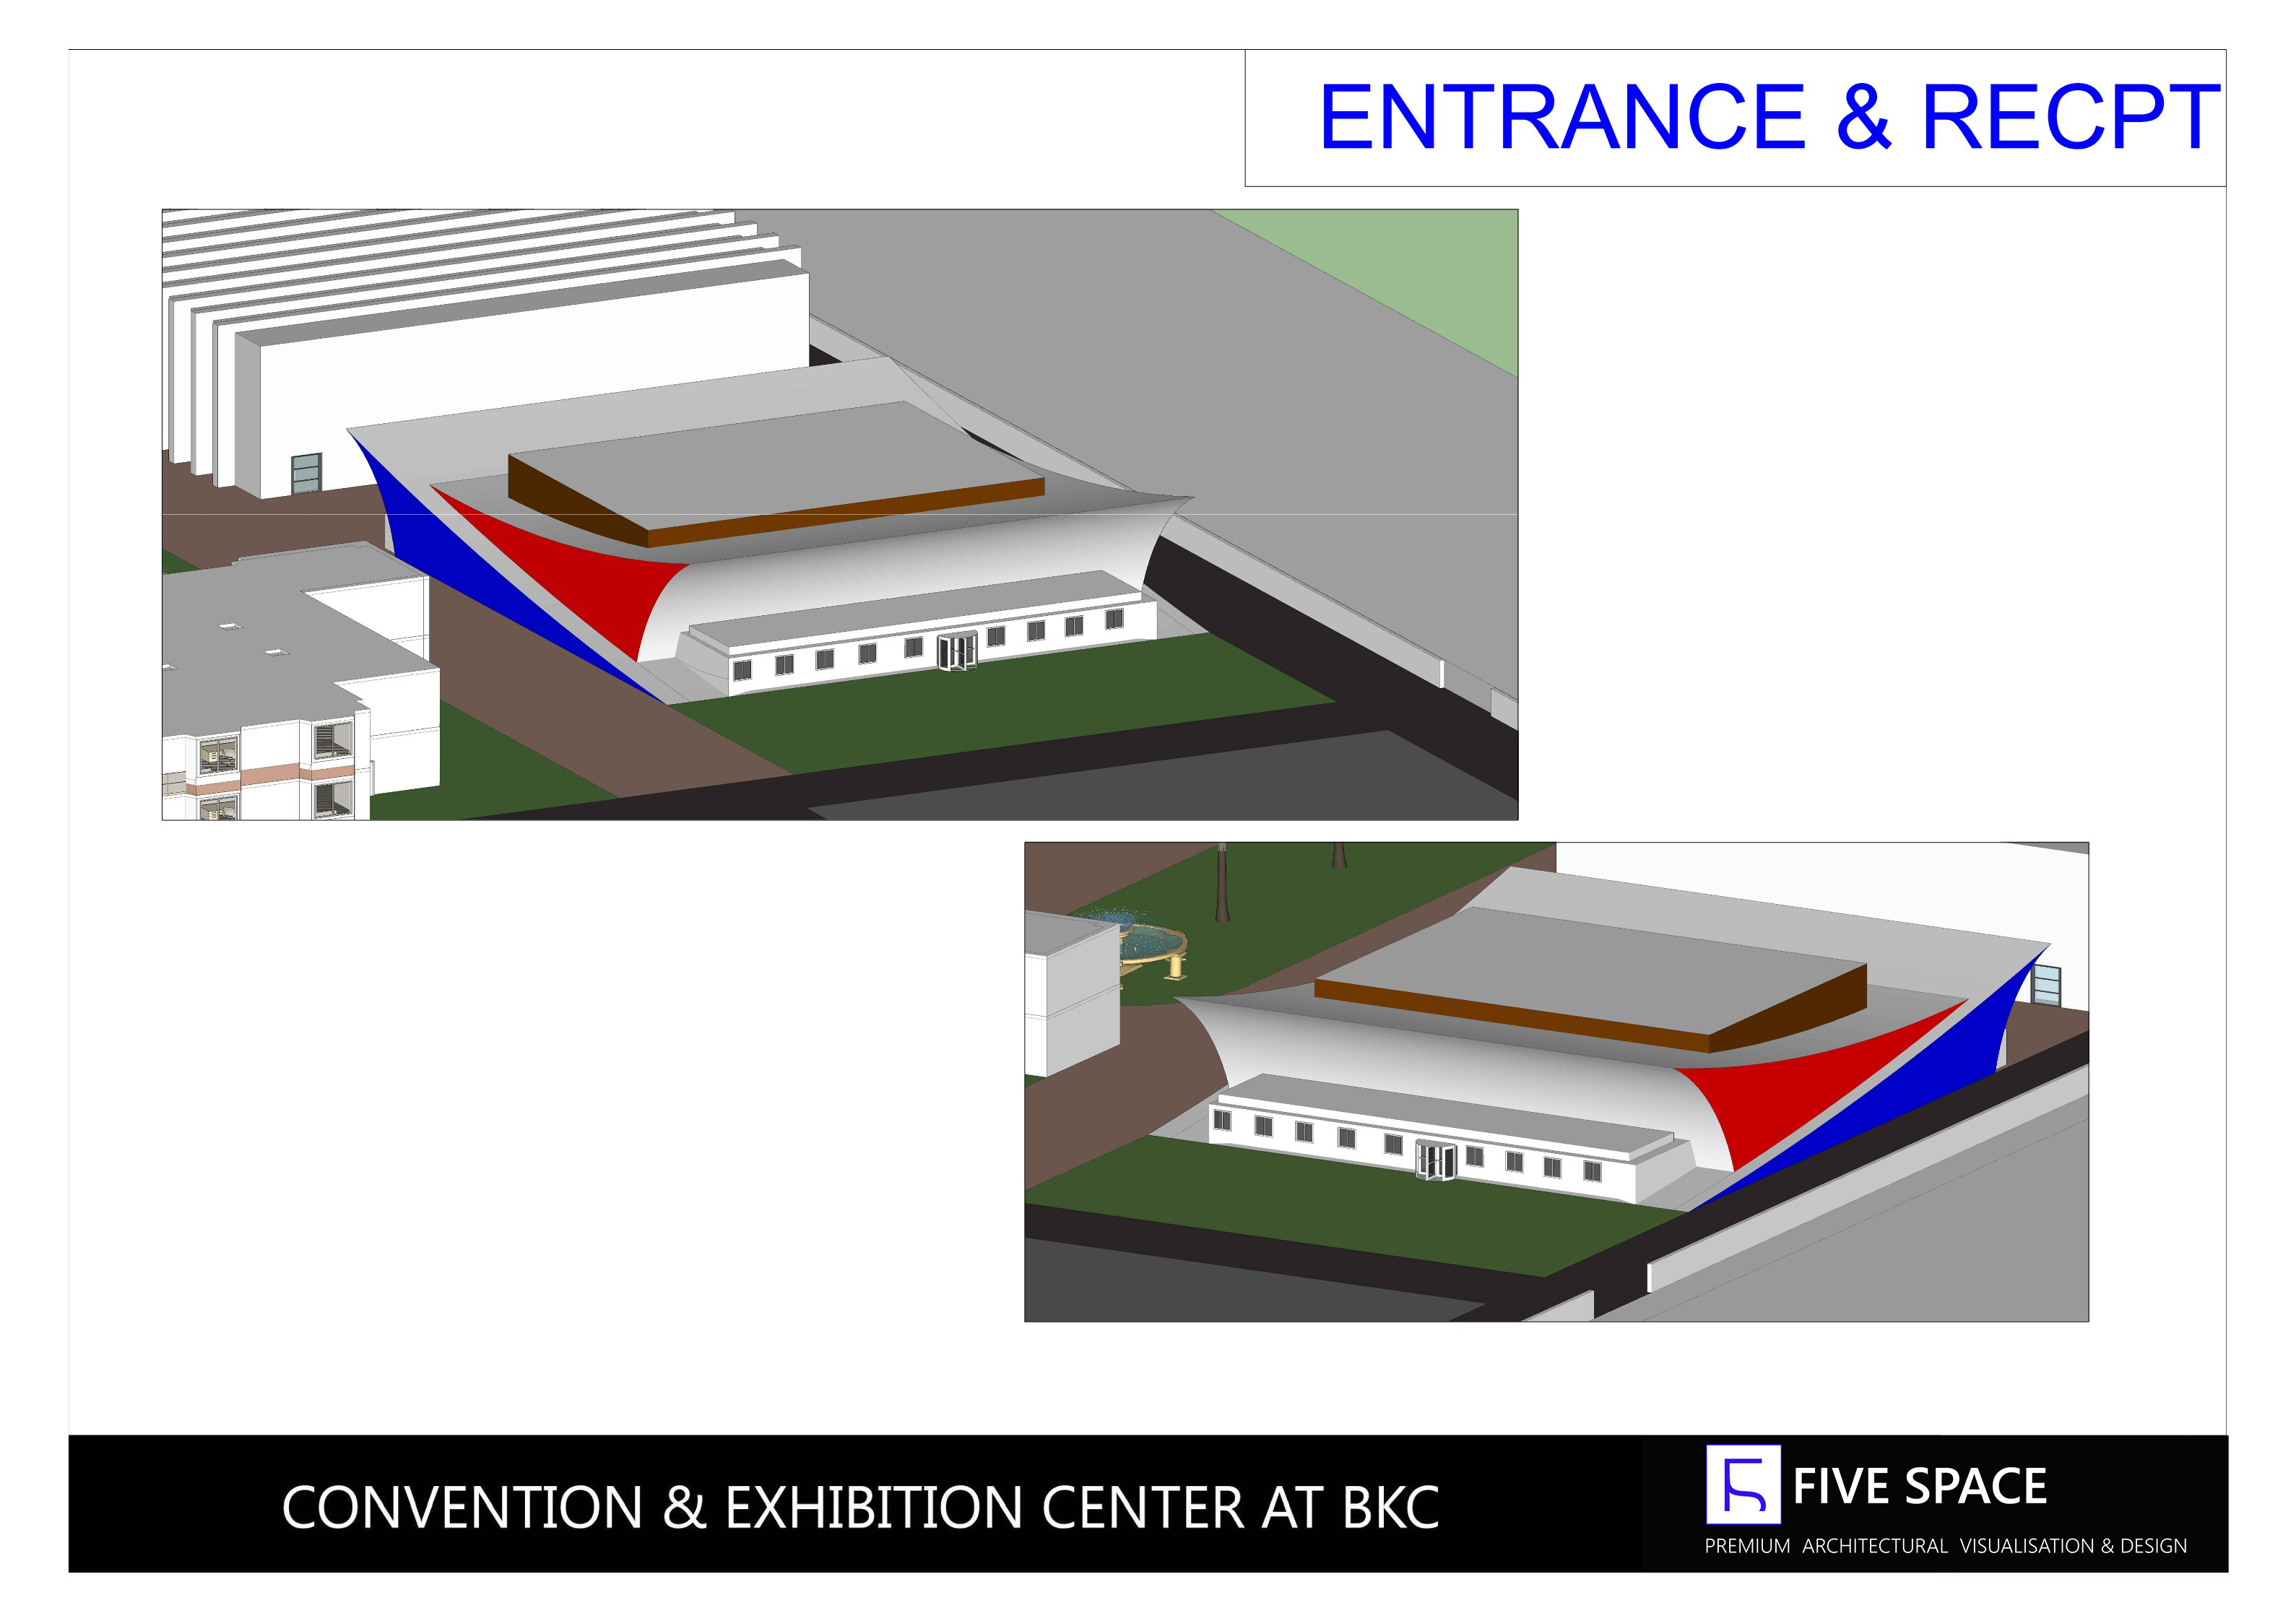 ENTRANCE & RECPT
CONVENTION & EXHIBITION CENTER AT BKC
FIVE SPACE
PREMIUM ARCHITECTURAL VISUALISATION & DESIGN